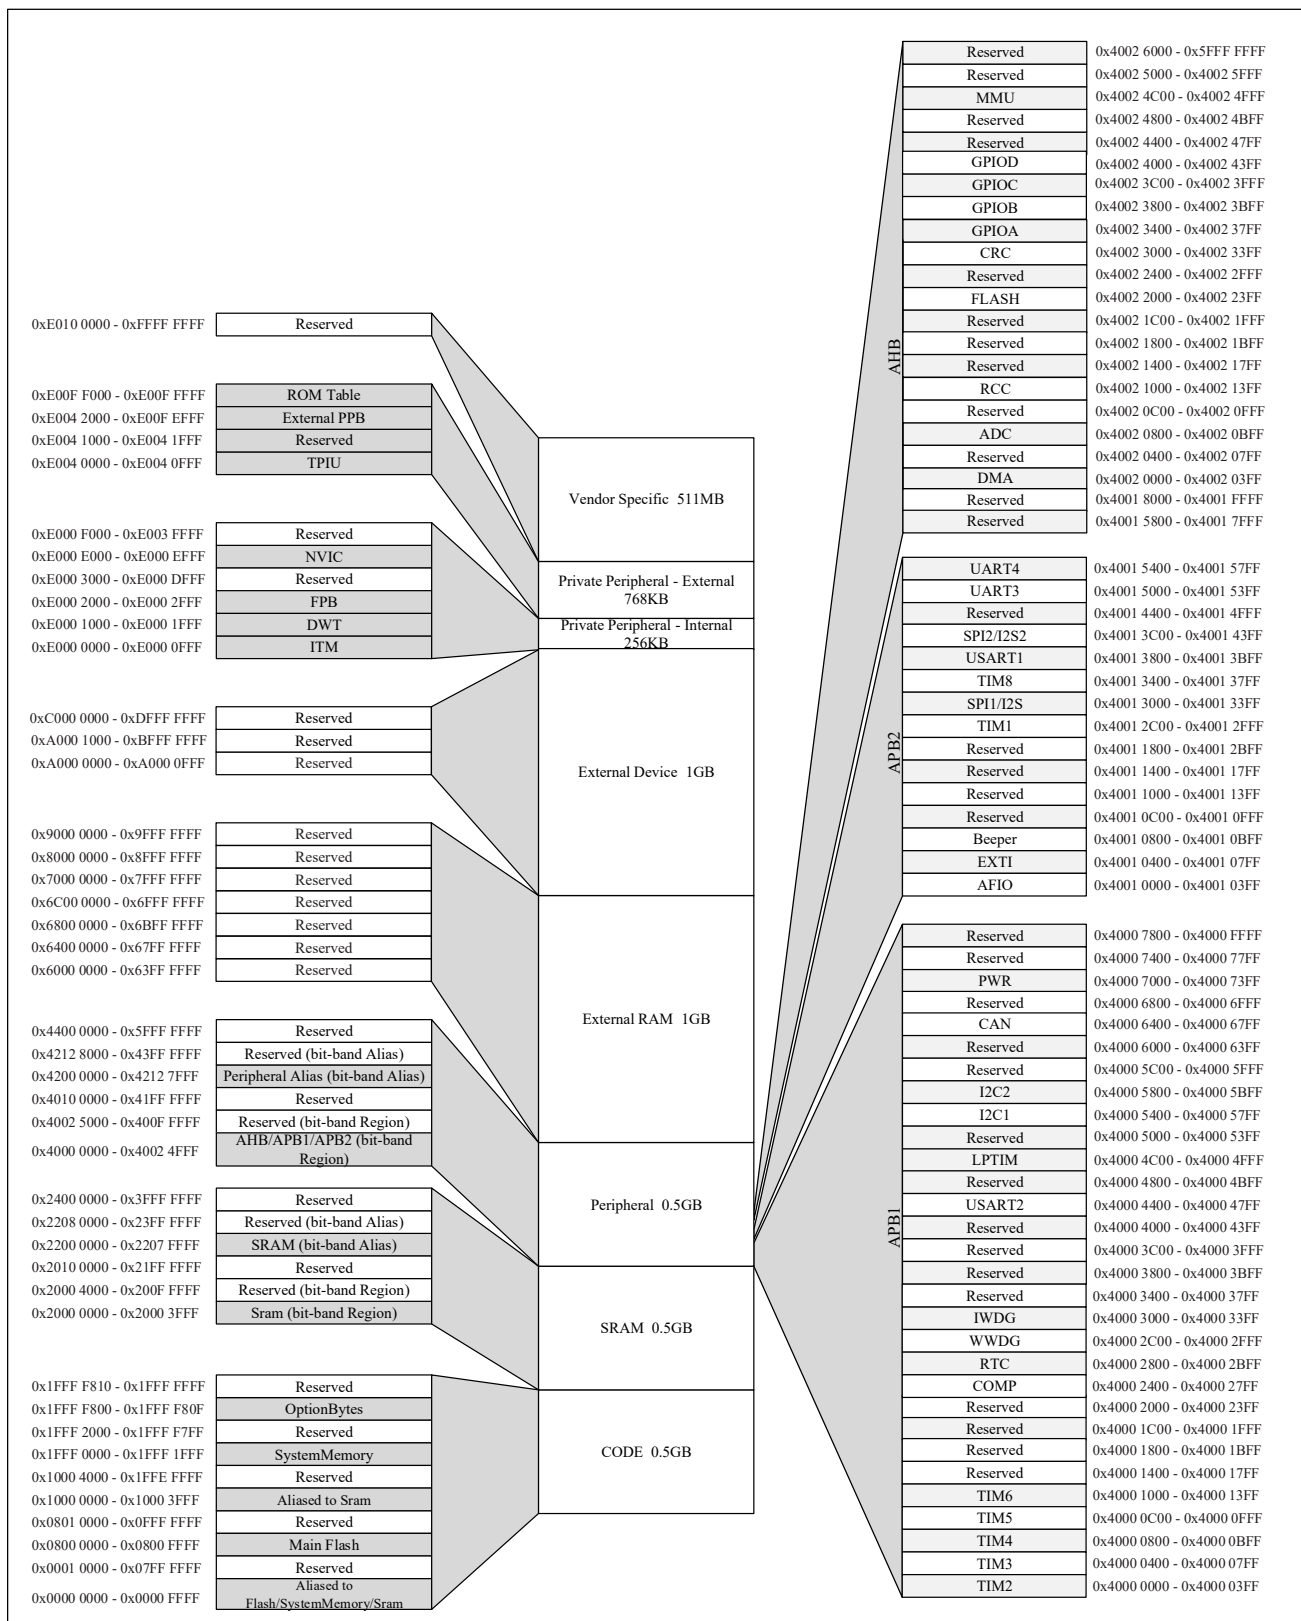 0xE010 0000 - 0xFFFF FFFF Reserved
0xE00F F000 - 0xE00F FFFF ROM Table
0xE004 2000 - 0xE00F EFFF External PPB
0xE004 1000 - 0xE004 1FFF Reserved
0xE004 0000 - 0xE004 0FFF TPIU
0xE000 F000 - 0xE003 FFFF Reserved
0xE000 E000 - 0xE000 EFFF NVIC
0xE000 3000 - 0xE000 DFFF Reserved
0xE000 2000 - 0xE000 2FFF FPB
0xE000 1000 - 0xE000 1FFF DWT
0xE000 0000 - 0xE000 0FFF ITM
0xC000 0000 - 0xDFFF FFFF Reserved
0xA000 1000 - 0xBFFF FFFF Reserved
0xA000 0000 - 0xA000 0FFF Reserved
0x9000 0000 - 0x9FFF FFFF Reserved
0x8000 0000 - 0x8FFF FFFF Reserved
0x7000 0000 - 0x7FFF FFFF Reserved
0x6C00 0000 - 0x6FFF FFFF Reserved
0x6800 0000 - 0x6BFF FFFF Reserved
0x6400 0000 - 0x67FF FFFF Reserved
0x6000 0000 - 0x63FF FFFF Reserved
0x4400 0000 - 0x5FFF FFFF Reserved
0x4212 8000 - 0x43FF FFFF Reserved (bit-band Alias)
0x4200 0000 - 0x4212 7FFF Peripheral Alias (bit-band Alias)
0x4010 0000 - 0x41FF FFFF Reserved
0x4002 5000 - 0x400F FFFF Reserved (bit-band Region)
0x4000 0000 - 0x4002 4FFF AHB/APB1/APB2 (bit-band
Region)
0x2400 0000 - 0x3FFF FFFF Reserved
0x2208 0000 - 0x23FF FFFF Reserved (bit-band Alias)
0x2200 0000 - 0x2207 FFFF SRAM (bit-band Alias)
0x2010 0000 - 0x21FF FFFF Reserved
0x2000 4000 - 0x200F FFFF Reserved (bit-band Region)
0x2000 0000 - 0x2000 3FFF Sram (bit-band Region)
0x1FFF F810 - 0x1FFF FFFF Reserved
0x1FFF F800 - 0x1FFF F80F OptionBytes
0x1FFF 2000 - 0x1FFF F7FF Reserved
0x1FFF 0000 - 0x1FFF 1FFF SystemMemory
0x1000 4000 - 0x1FFE FFFF Reserved
0x1000 0000 - 0x1000 3FFF Aliased to Sram
0x0801 0000 - 0x0FFF FFFF Reserved
0x0800 0000 - 0x0800 FFFF Main Flash
0x0001 0000 - 0x07FF FFFF Reserved
0x0000 0000 - 0x0000 FFFF Aliased to
Flash/SystemMemory/Sram
Vendor Specific 511MB
Private Peripheral - External
768KB
Private Peripheral - Internal
256KB
External Device 1GB
External RAM 1GB
Peripheral 0.5GB
SRAM 0.5GB
CODE 0.5GB
AHB
Reserved 0x4002 6000 - 0x5FFF FFFF
Reserved 0x4002 5000 - 0x4002 5FFF
MMU 0x4002 4C00 - 0x4002 4FFF
Reserved 0x4002 4800 - 0x4002 4BFF
Reserved 0x4002 4400 - 0x4002 47FF
GPIOD 0x4002 4000 - 0x4002 43FF
GPIOC 0x4002 3C00 - 0x4002 3FFF
GPIOB 0x4002 3800 - 0x4002 3BFF
GPIOA 0x4002 3400 - 0x4002 37FF
CRC 0x4002 3000 - 0x4002 33FF
Reserved 0x4002 2400 - 0x4002 2FFF
FLASH 0x4002 2000 - 0x4002 23FF
Reserved 0x4002 1C00 - 0x4002 1FFF
Reserved 0x4002 1800 - 0x4002 1BFF
Reserved 0x4002 1400 - 0x4002 17FF
RCC 0x4002 1000 - 0x4002 13FF
Reserved 0x4002 0C00 - 0x4002 0FFF
ADC 0x4002 0800 - 0x4002 0BFF
Reserved 0x4002 0400 - 0x4002 07FF
DMA 0x4002 0000 - 0x4002 03FF
Reserved 0x4001 8000 - 0x4001 FFFF
Reserved 0x4001 5800 - 0x4001 7FFF
APB2
UART4 0x4001 5400 - 0x4001 57FF
UART3 0x4001 5000 - 0x4001 53FF
Reserved 0x4001 4400 - 0x4001 4FFF
SPI2/I2S2 0x4001 3C00 - 0x4001 43FF
USART1 0x4001 3800 - 0x4001 3BFF
TIM8 0x4001 3400 - 0x4001 37FF
SPI1/I2S 0x4001 3000 - 0x4001 33FF
TIM1 0x4001 2C00 - 0x4001 2FFF
Reserved 0x4001 1800 - 0x4001 2BFF
Reserved 0x4001 1400 - 0x4001 17FF
Reserved 0x4001 1000 - 0x4001 13FF
Reserved 0x4001 0C00 - 0x4001 0FFF
Beeper 0x4001 0800 - 0x4001 0BFF
EXTI 0x4001 0400 - 0x4001 07FF
AFIO 0x4001 0000 - 0x4001 03FF
APB1
Reserved 0x4000 7800 - 0x4000 FFFF
Reserved 0x4000 7400 - 0x4000 77FF
PWR 0x4000 7000 - 0x4000 73FF
Reserved 0x4000 6800 - 0x4000 6FFF
CAN 0x4000 6400 - 0x4000 67FF
Reserved 0x4000 6000 - 0x4000 63FF
Reserved 0x4000 5C00 - 0x4000 5FFF
I2C2 0x4000 5800 - 0x4000 5BFF
I2C1 0x4000 5400 - 0x4000 57FF
Reserved 0x4000 5000 - 0x4000 53FF
LPTIM 0x4000 4C00 - 0x4000 4FFF
Reserved 0x4000 4800 - 0x4000 4BFF
USART2 0x4000 4400 - 0x4000 47FF
Reserved 0x4000 4000 - 0x4000 43FF
Reserved 0x4000 3C00 - 0x4000 3FFF
Reserved 0x4000 3800 - 0x4000 3BFF
Reserved 0x4000 3400 - 0x4000 37FF
IWDG 0x4000 3000 - 0x4000 33FF
WWDG 0x4000 2C00 - 0x4000 2FFF
RTC 0x4000 2800 - 0x4000 2BFF
COMP 0x4000 2400 - 0x4000 27FF
Reserved 0x4000 2000 - 0x4000 23FF
Reserved 0x4000 1C00 - 0x4000 1FFF
Reserved 0x4000 1800 - 0x4000 1BFF
Reserved 0x4000 1400 - 0x4000 17FF
TIM6 0x4000 1000 - 0x4000 13FF
TIM5 0x4000 0C00 - 0x4000 0FFF
TIM4 0x4000 0800 - 0x4000 0BFF
TIM3 0x4000 0400 - 0x4000 07FF
TIM2 0x4000 0000 - 0x4000 03FF